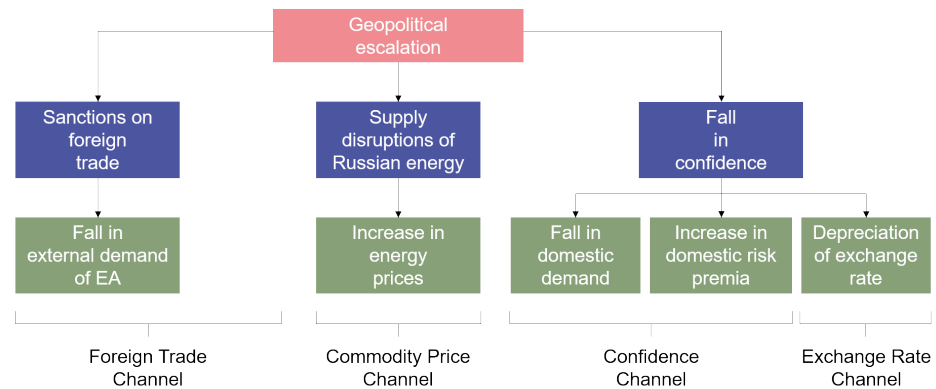 Geopolitical
escalation
Sanctions on
foreign
trade
Supply
disruptions of
Russian energy
Fall
in
confidence
Fall in
external demand
of EA
Increase in
energy
prices
Fall in
domestic
demand
Increase in
domestic risk
premia
Depreciation
of exchange
rate
Foreign Trade
Channel
Commodity Price
Channel
Confidence
Channel
Exchange Rate
Channel